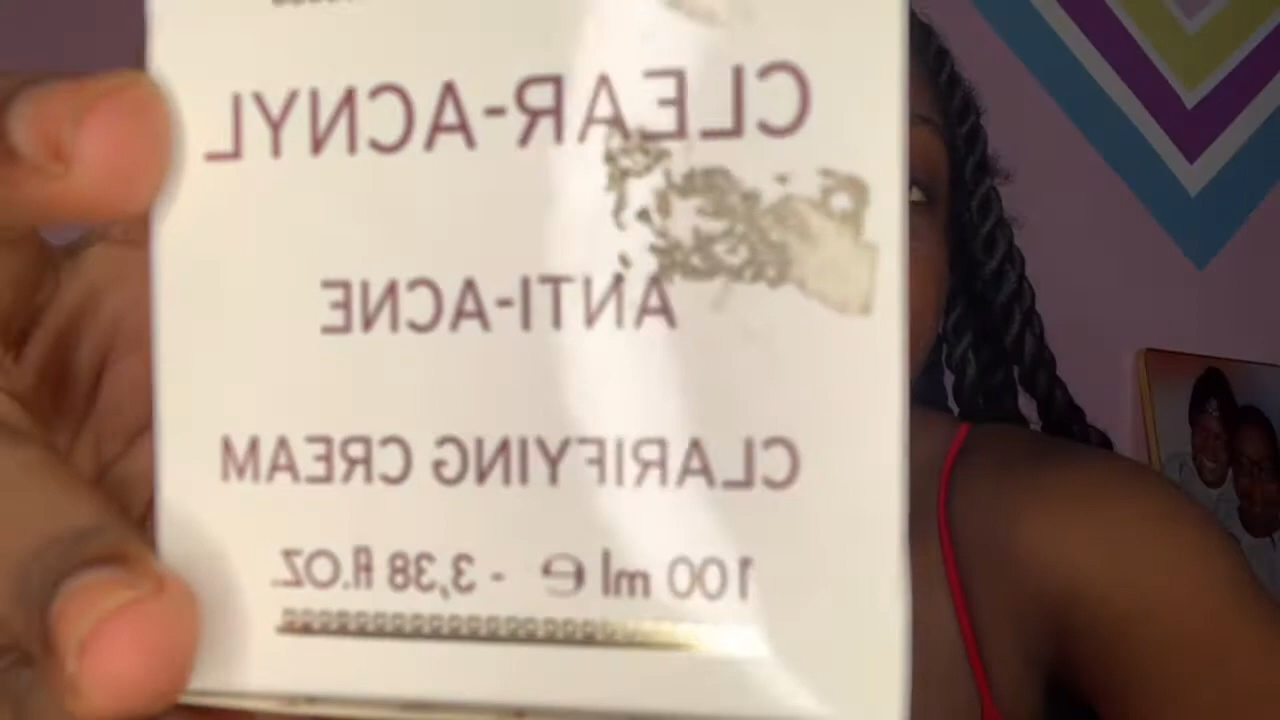 CLEAR-ACNYL
ANTI-ACNE
CLARIFYING CREAM
100 ml ℮ - 3,38 fl.OZ.